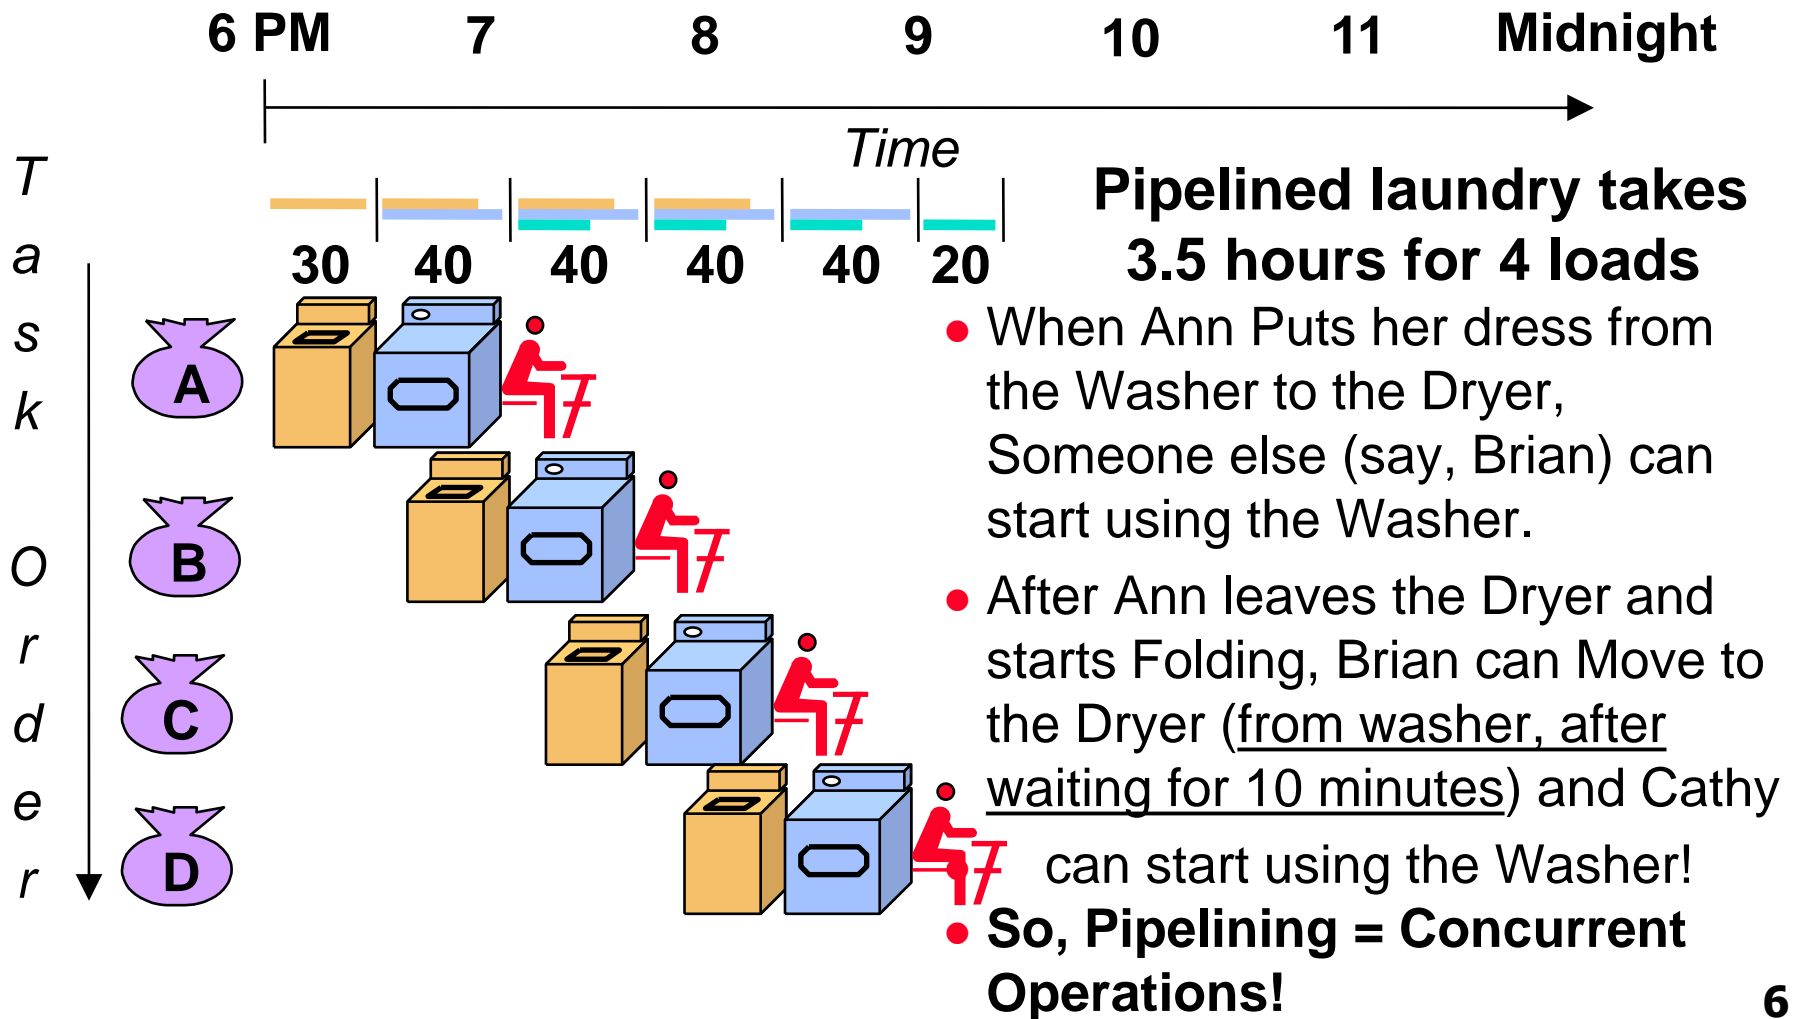 6 PM 7 8 9 10 11 Midnight
Time
Task Order
30 40 40 40 40 20
A
B
C
D
Pipelined laundry takes
3.5 hours for 4 loads
● When Ann Puts her dress from
the Washer to the Dryer,
Someone else (say, Brian) can
start using the Washer.
● After Ann leaves the Dryer and
starts Folding, Brian can Move to
the Dryer (from washer, after
waiting for 10 minutes) and Cathy
can start using the Washer!
● So, Pipelining = Concurrent
Operations!
6